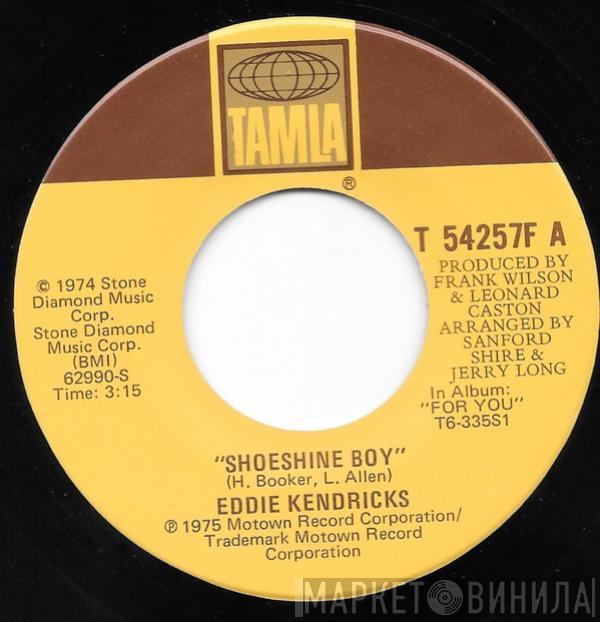 TAMLA
®
T 54257F A
© 1974 Stone
Diamond Music
Corp.
Stone Diamond
Music Corp.
(BMI)
62990-S
Time: 3:15
PRODUCED BY
FRANK WILSON
& LEONARD
CASTON
ARRANGED BY
SANFORD
SHIRE &
JERRY LONG
In Album:
"FOR YOU"
T6-335S1
"SHOESHINE BOY"
(H. Booker, L. Allen)
EDDIE KENDRICKS
℗ 1975 Motown Record Corporation/
Trademark Motown Record
Corporation
МАРКЕТ ВИНИЛА